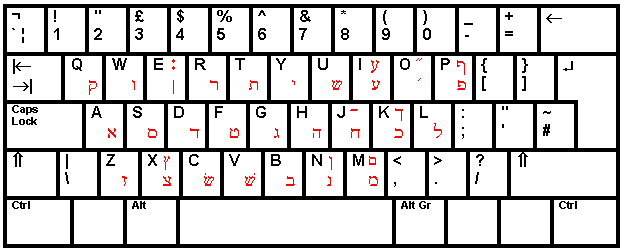 ¬ ! " £ $ % ^ & * ( ) _ + ←
` ¦ 1 2 3 4 5 6 7 8 9 0 - =
|← Q W E : R T Y U I ע O ״ P ף { } ↵
→| ק ו ׀ ר ת י ש ע ׳ פ [ ]
Caps A S D F G H J ־ K ך L : " ~
Lock א ס ד ט ג ה ח כ ל ; ' #
⇑ | Z X ץ C V B N ן M ם < > ? ⇑
\ ז צ שׂ שׁ ב נ מ , . /
Ctrl Alt Alt Gr Ctrl